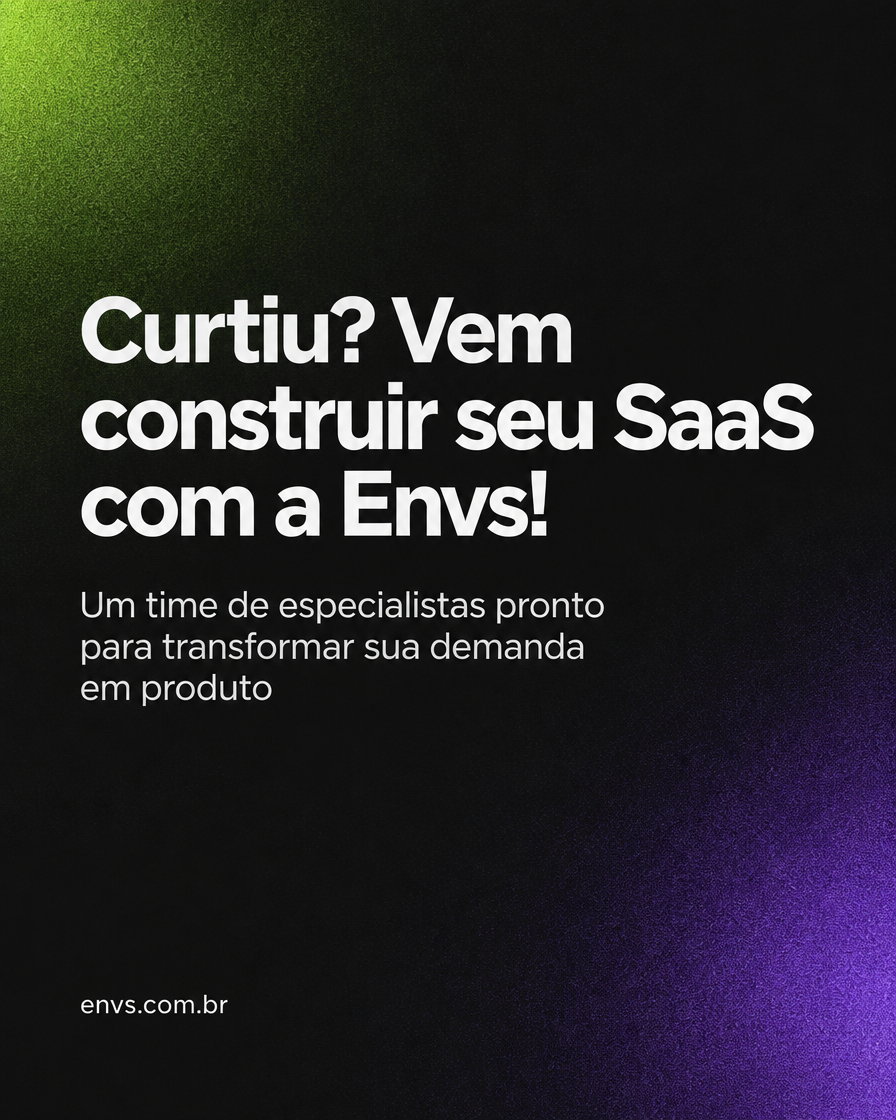 Curtiu? Vem
construir seu SaaS
com a Envs!
Um time de especialistas pronto
para transformar sua demanda
em produto
envs.com.br